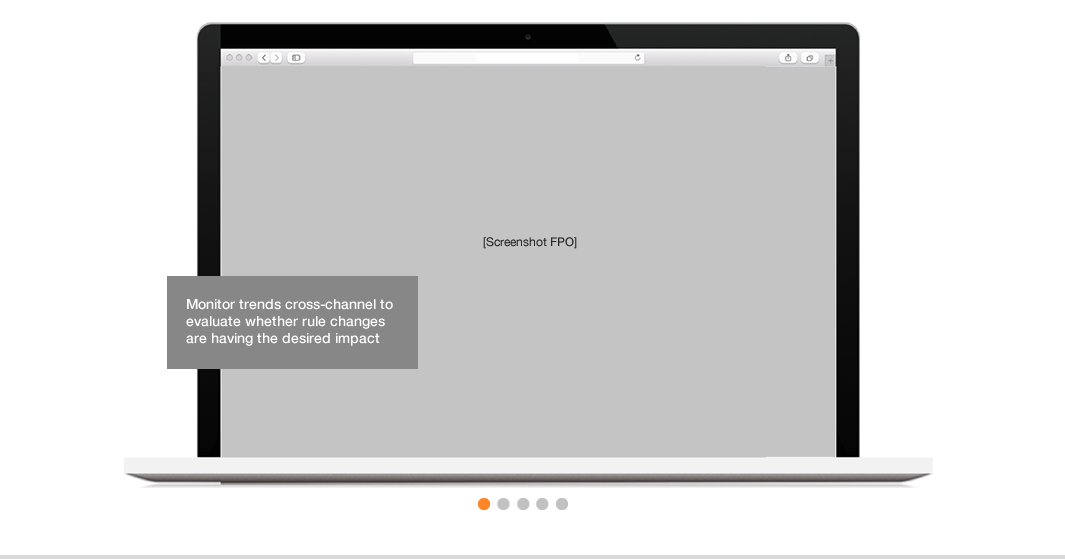 [Screenshot FPO]
Monitor trends cross-channel to
evaluate whether rule changes
are having the desired impact